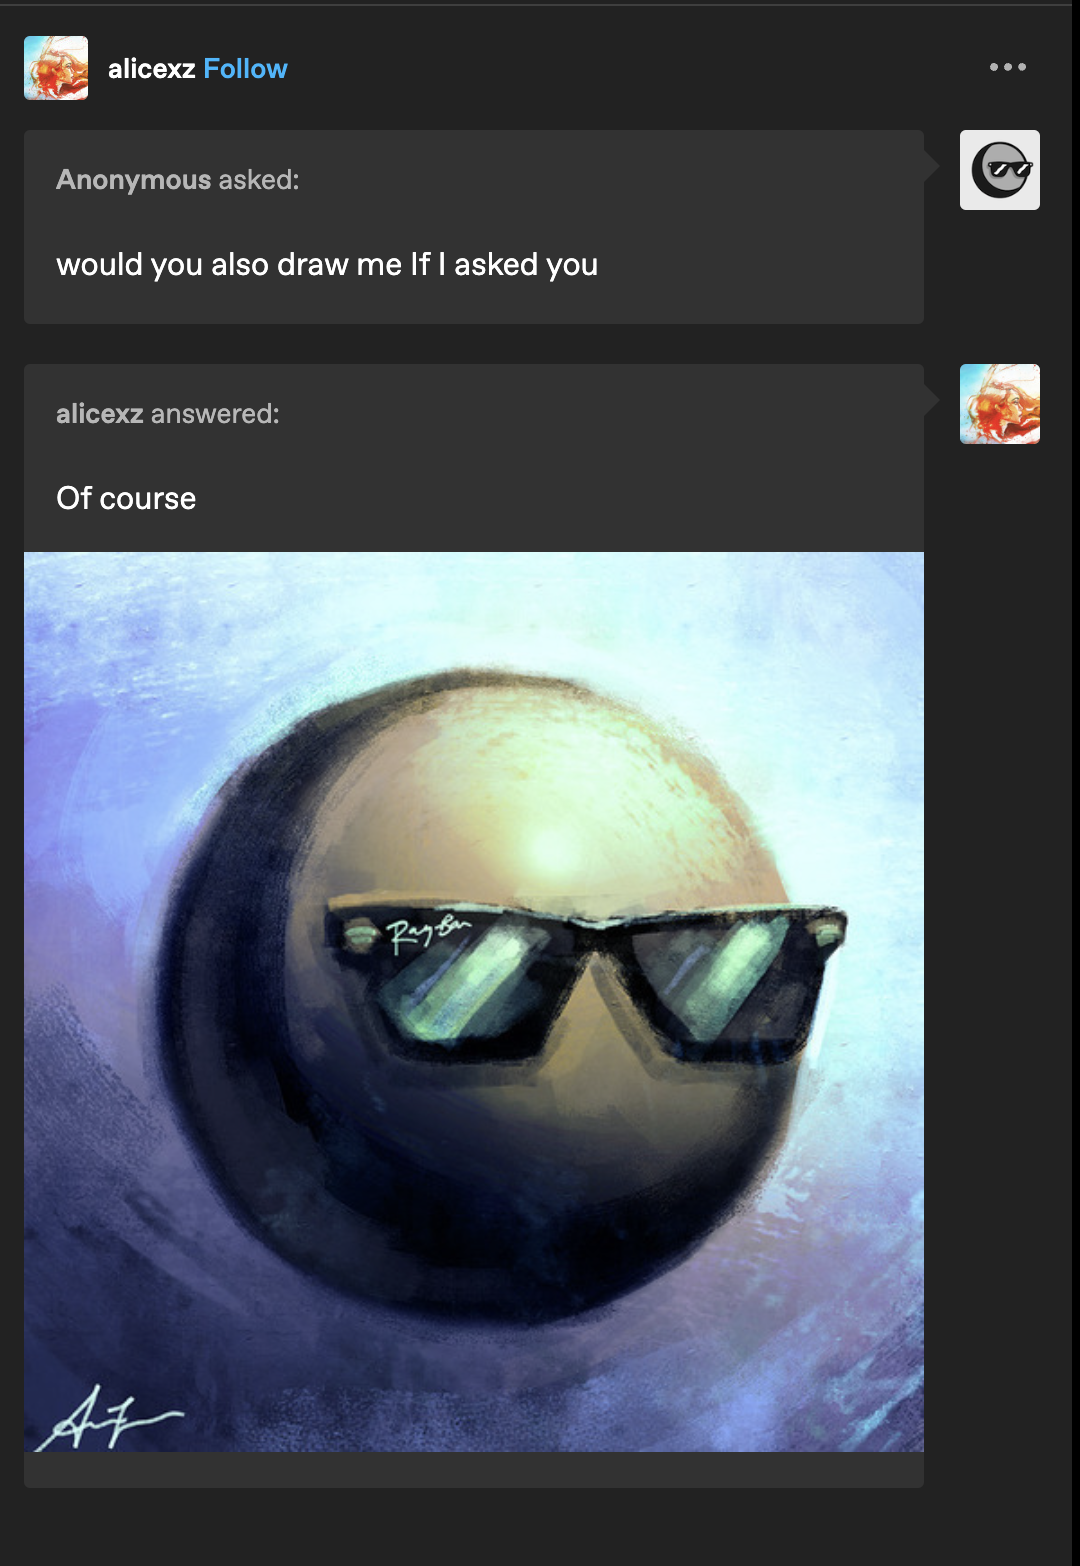 alicexz Follow
Anonymous asked:
would you also draw me If I asked you
alicexz answered:
Of course
Ray-Ban